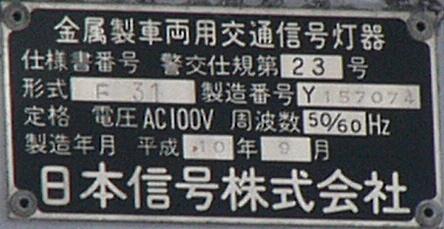 金属製車両用交通信号灯器
仕様書番号 警交仕規第 23 号
形式 F 31 製造番号 Y157074
定格 電圧 AC100V 周波数 50/60 Hz
製造年月 平成 10 年 9 月
日本信号株式会社